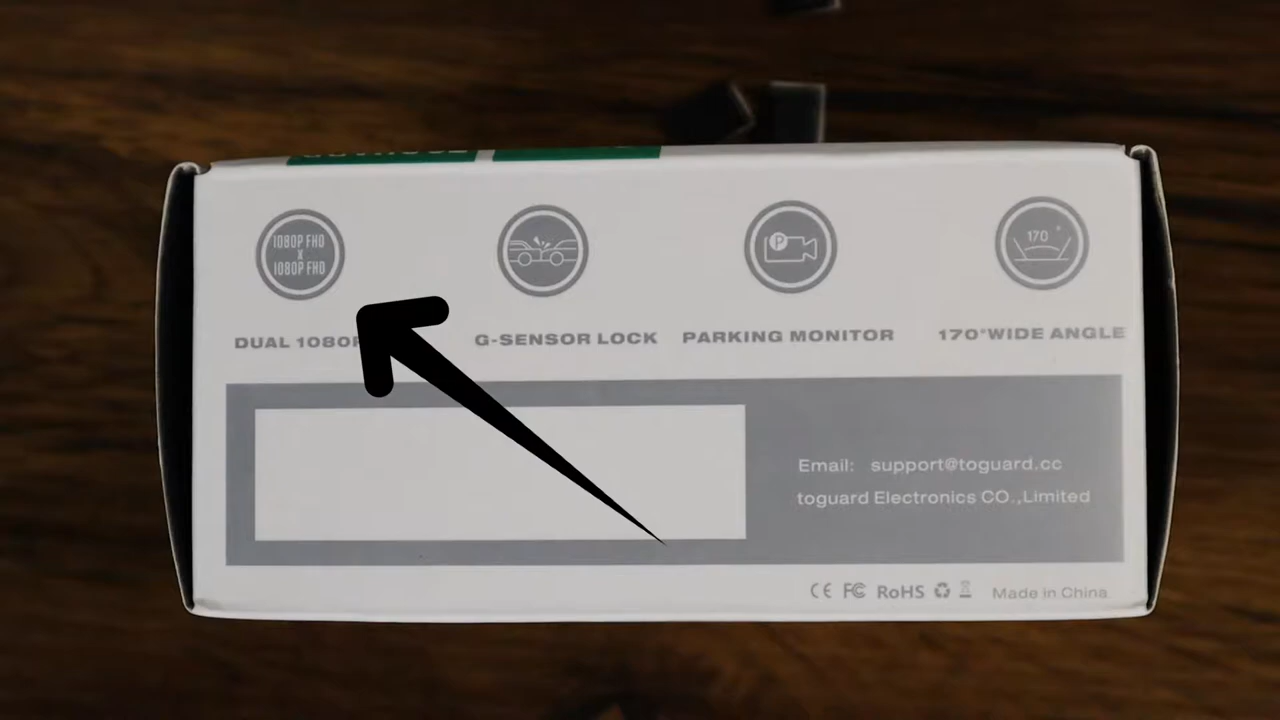 1080P FHD
X
1080P FHD
P
170°
DUAL 1080P
G-SENSOR LOCK
PARKING MONITOR
170°WIDE ANGLE
Email: support@toguard.cc
toguard Electronics CO.,Limited
CE FC RoHS
Made in China